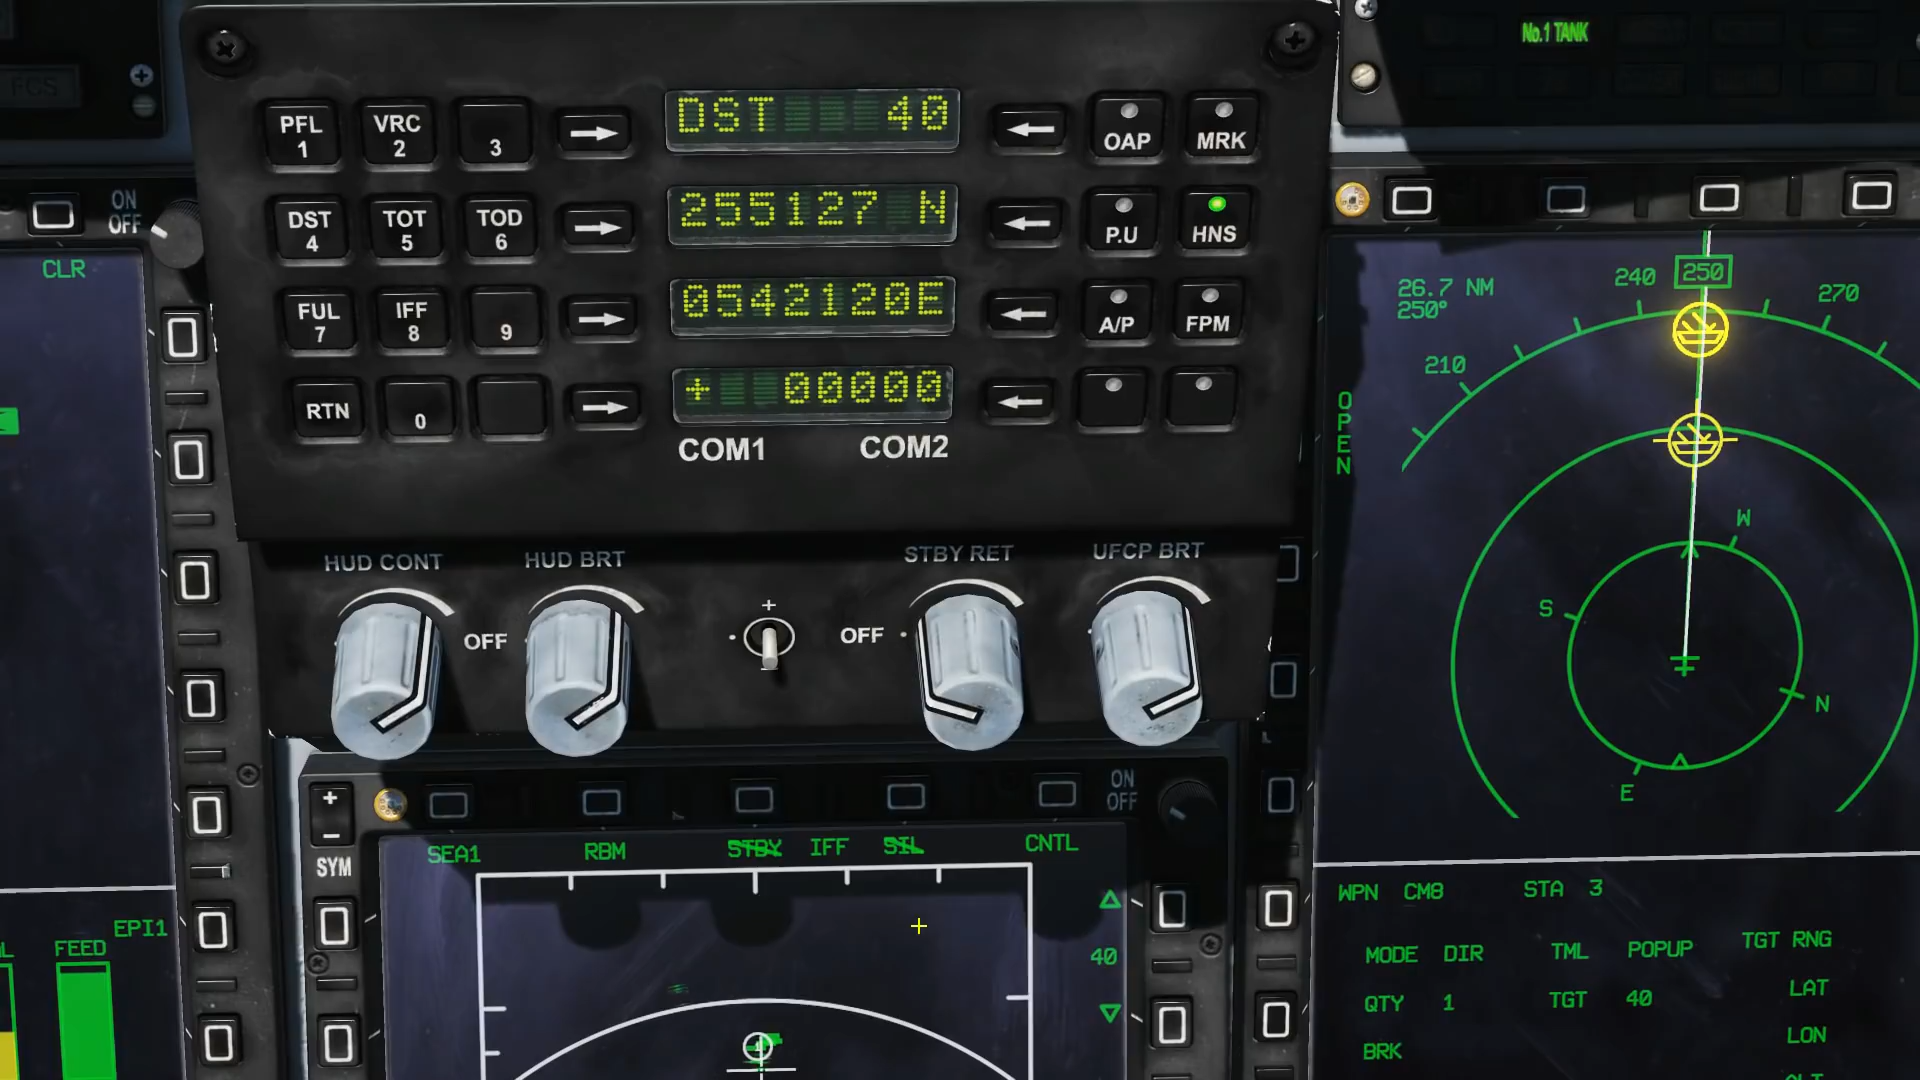 No.1 TANK
FCS
PFL 1
VRC 2
3
DST 40
OAP
MRK
ON
OFF
DST 4
TOT 5
TOD 6
255127 N
P.U
HNS
CLR
FUL 7
IFF 8
9
0542120E
A/P
FPM
RTN
0
+ 00000
COM1 COM2
26.7 NM
250°
210
240
250
270
OPEN
W
S
N
E
HUD CONT
HUD BRT
STBY RET
UFCP BRT
OFF
+
-
OFF
+
-
SYM
ON
OFF
SEA1 RBM STBY IFF SIL CNTL
40
1
EPI1
FEED
WPN CM8 STA 3
MODE DIR TML POPUP TGT RNG
QTY 1 TGT 40 LAT
LON
BRK